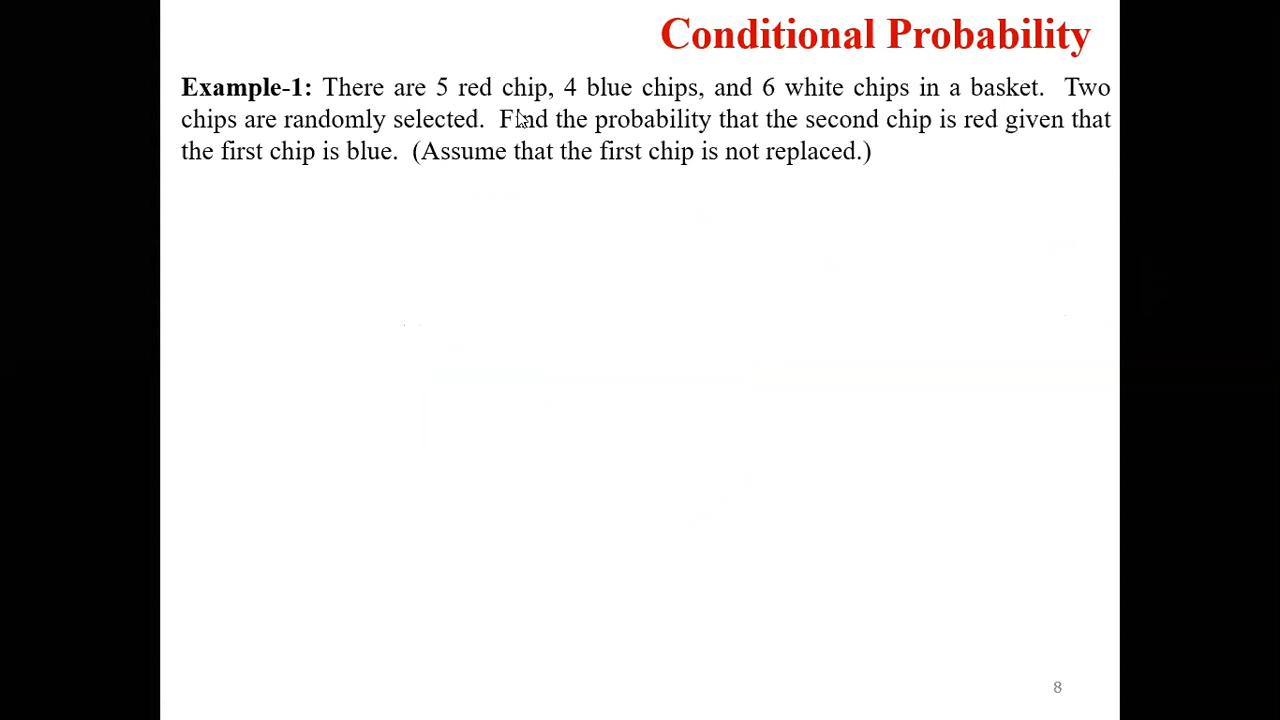 Conditional Probability
Example-1: There are 5 red chip, 4 blue chips, and 6 white chips in a basket. Two
chips are randomly selected. Find the probability that the second chip is red given that
the first chip is blue. (Assume that the first chip is not replaced.)
8